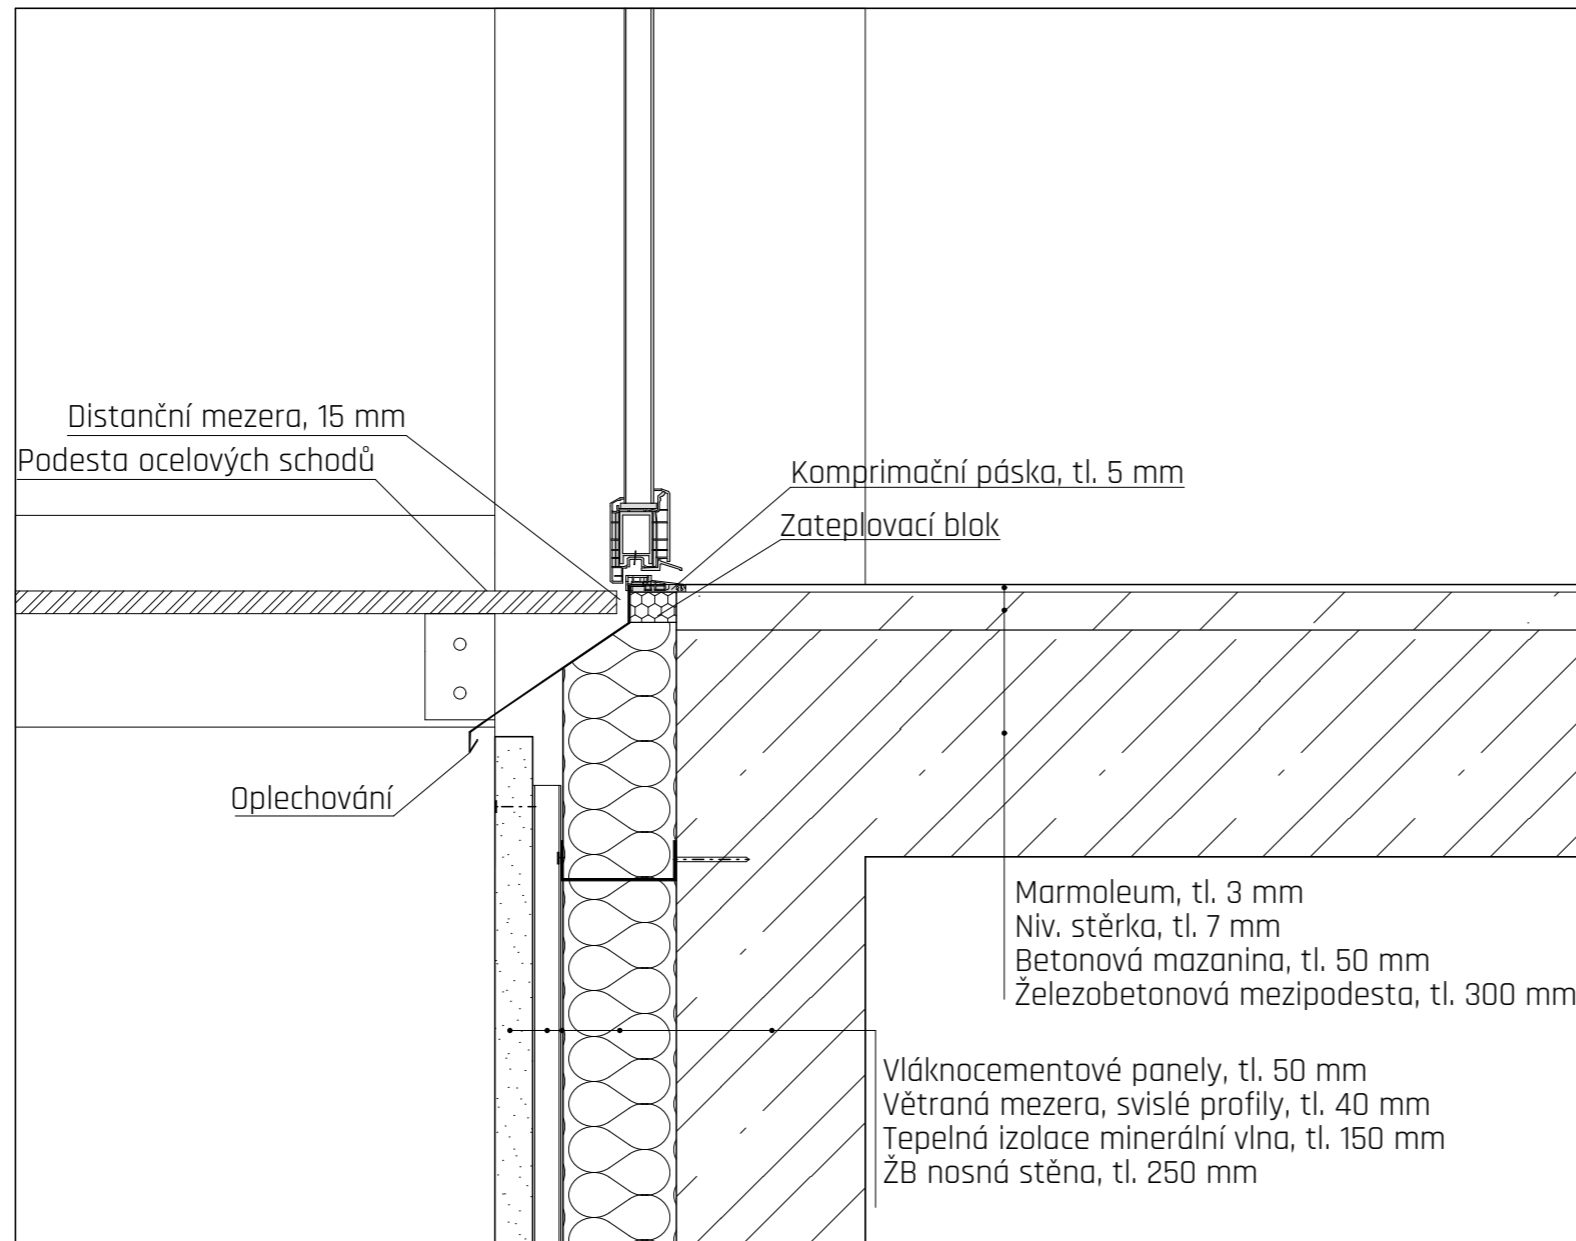 Distanční mezera, 15 mm
Podesta ocelových schodů
Komprimační páska, tl. 5 mm
Zateplovací blok
Oplechování
Marmoleum, tl. 3 mm
Niv. stěrka, tl. 7 mm
Betonová mazanina, tl. 50 mm
Železobetonová mezipodesta, tl. 300 mm
Vláknocementové panely, tl. 50 mm
Větraná mezera, svislé profily, tl. 40 mm
Tepelná izolace minerální vlna, tl. 150 mm
ŽB nosná stěna, tl. 250 mm